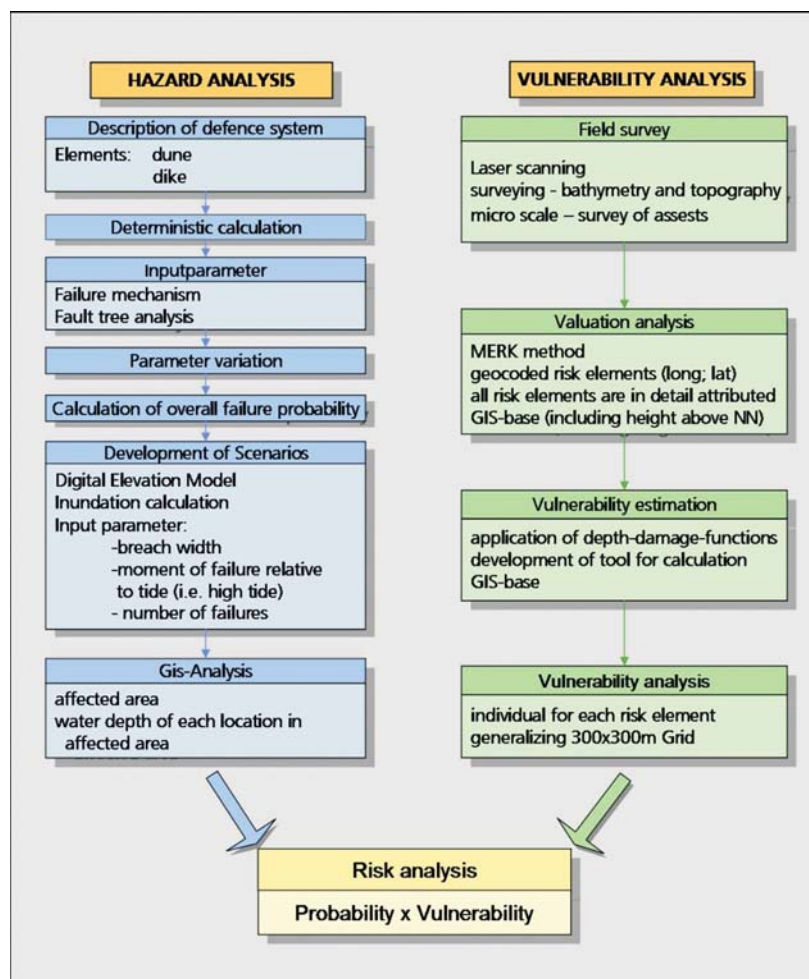 HAZARD ANALYSIS
Description of defence system
Elements: dune
dike
Deterministic calculation
Inputparameter
Failure mechanism
Fault tree analysis
Parameter variation
Calculation of overall failure probability
Development of Scenarios
Digital Elevation Model
Inundation calculation
Input parameter:
-breach width
-moment of failure relative
to tide (i.e. high tide)
- number of failures
Gis-Analysis
affected area
water depth of each location in
affected area
VULNERABILITY ANALYSIS
Field survey
Laser scanning
surveying - bathymetry and topography
micro scale – survey of assests
Valuation analysis
MERK method
geocoded risk elements (long; lat)
all risk elements are in detail attributed
GIS-base (including height above NN)
Vulnerability estimation
application of depth-damage-functions
development of tool for calculation
GIS-base
Vulnerability analysis
individual for each risk element
generalizing 300x300m Grid
Risk analysis
Probability x Vulnerability